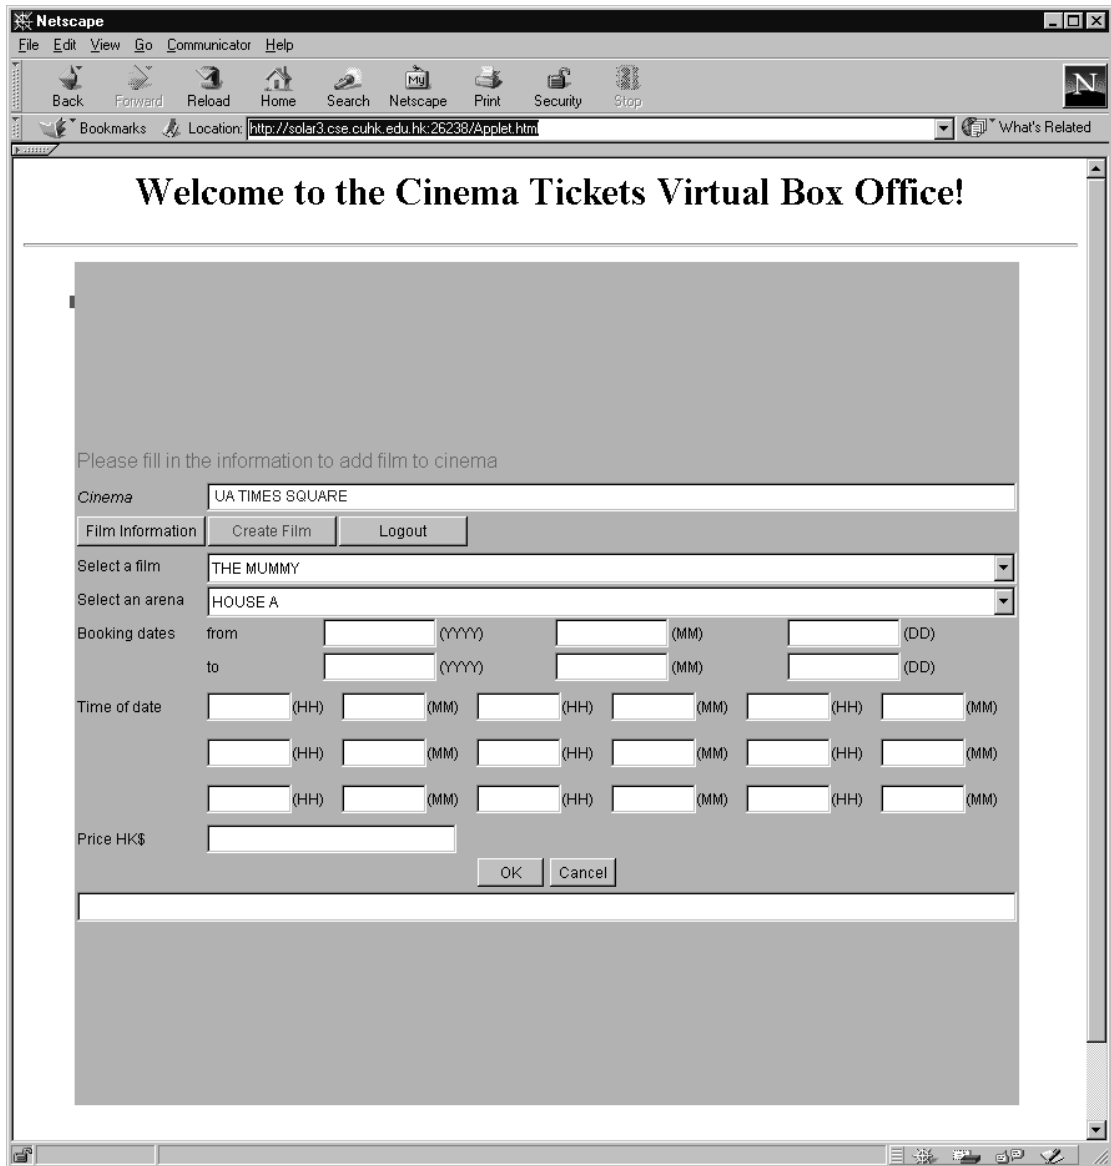 Netscape
File Edit View Go Communicator Help
My N
Back Forward Reload Home Search Netscape Print Security Stop
Bookmarks Location: http://solar3.cse.cuhk.edu.hk:26238/Applet.html What's Related
Welcome to the Cinema Tickets Virtual Box Office!
Please fill in the information to add film to cinema
Cinema UA TIMES SQUARE
Film Information Create Film Logout
Select a film THE MUMMY
Select an arena HOUSE A
Booking dates from (YYYY) (MM) (DD)
to (YYYY) (MM) (DD)
Time of date (HH) (MM) (HH) (MM) (HH) (MM)
(HH) (MM) (HH) (MM) (HH) (MM)
(HH) (MM) (HH) (MM) (HH) (MM)
Price HK$
OK Cancel